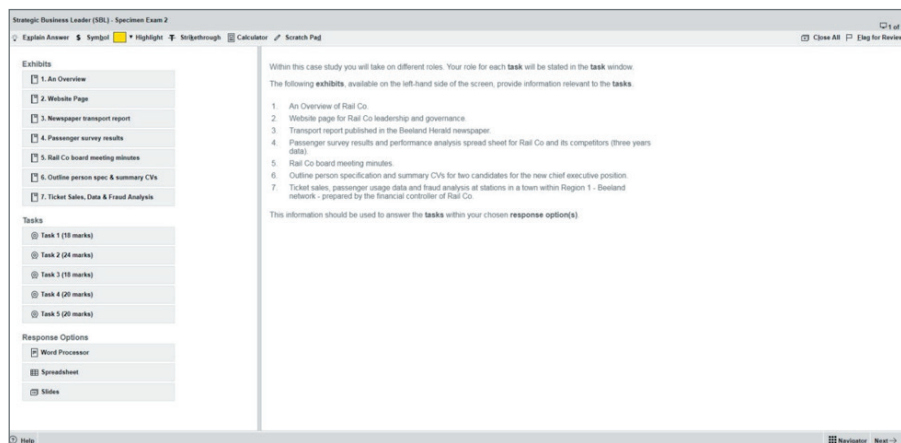 Strategic Business Leader (SBL) - Specimen Exam 2
1 of
Explain Answer $ Symbol Highlight Strikethrough Calculator Scratch Pad
Close All Flag for Review
Exhibits
1. An Overview
2. Website Page
3. Newspaper transport report
4. Passenger survey results
5. Rail Co board meeting minutes
6. Outline person spec & summary CVs
7. Ticket Sales, Data & Fraud Analysis
Tasks
Task 1 (18 marks)
Task 2 (24 marks)
Task 3 (18 marks)
Task 4 (20 marks)
Task 5 (20 marks)
Response Options
Word Processor
Spreadsheet
Slides
Within this case study you will take on different roles. Your role for each task will be stated in the task window.
The following exhibits, available on the left-hand side of the screen, provide information relevant to the tasks.
1. An Overview of Rail Co.
2. Website page for Rail Co leadership and governance.
3. Transport report published in the Beeland Herald newspaper.
4. Passenger survey results and performance analysis spread sheet for Rail Co and its competitors (three years
data).
5. Rail Co board meeting minutes.
6. Outline person specification and summary CVs for two candidates for the new chief executive position.
7. Ticket sales, passenger usage data and fraud analysis at stations in a town within Region 1 - Beeland
network - prepared by the financial controller of Rail Co.
This information should be used to answer the tasks within your chosen response option(s).
Help
Navigator Next